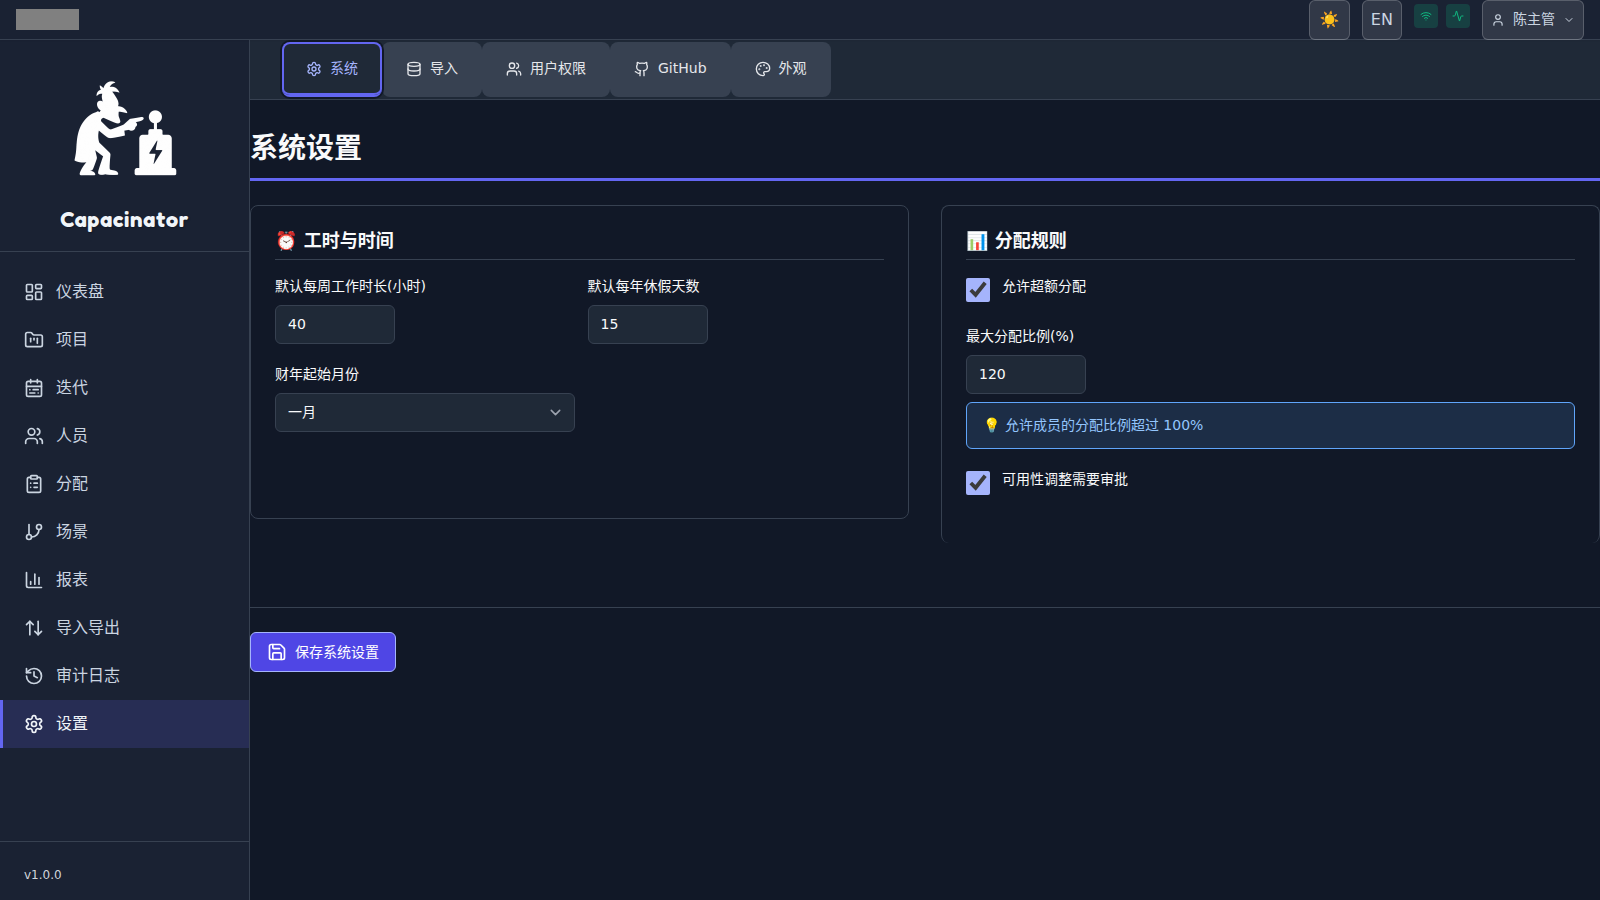 EN
陈主管
Capacinator
仪表盘
项目
迭代
人员
分配
场景
报表
导入导出
审计日志
设置
v1.0.0
系统
导入
用户权限
GitHub
外观
系统设置
⏰ 工时与时间
默认每周工作时长(小时)
默认每年休假天数
40
15
财年起始月份
一月
📊 分配规则
允许超额分配
最大分配比例(%)
120
💡 允许成员的分配比例超过 100%
可用性调整需要审批
保存系统设置